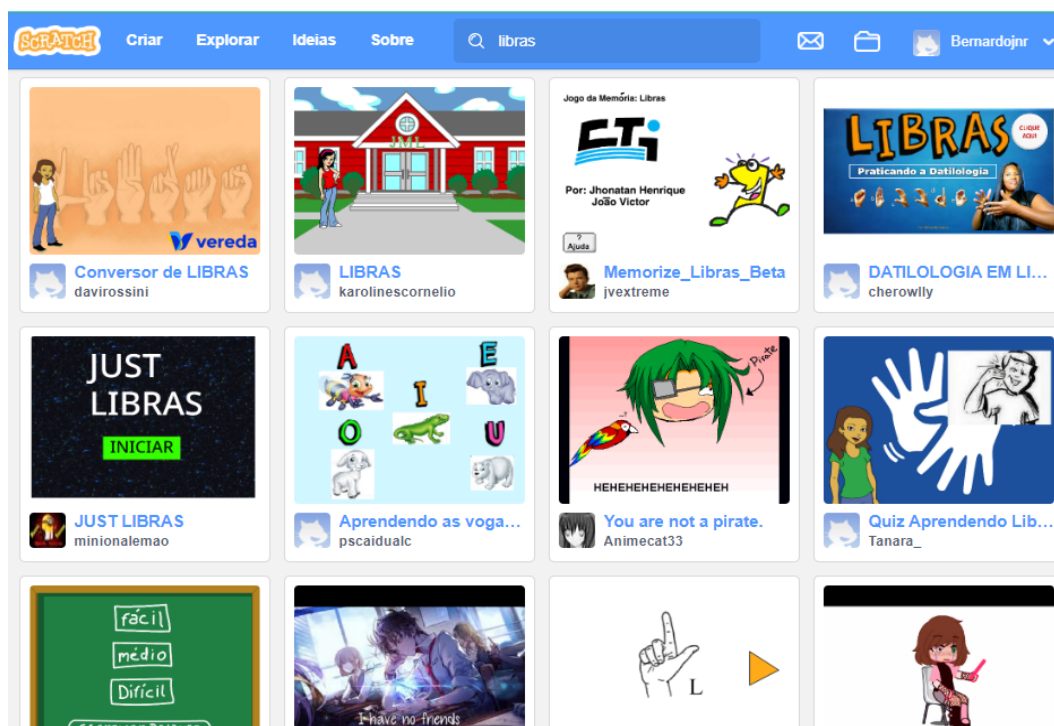 SCRATCH Criar Explorar Ideias Sobre libras Bernardojnr
vereda
Conversor de LIBRAS
davirossini
JML
LIBRAS
karolinescornelio
Jogo da Memória: Libras
CTi
Por: Jhonatan Henrique
João Victor
?
Ajuda
Memorize_Libras_Beta
jvextreme
LIBRAS
CLIQUE
AQUI
Praticando a Datilologia
DATILOLOGIA EM LI...
cherowlly
JUST
LIBRAS
INICIAR
JUST LIBRAS
minionalemao
A E
I
O U
Aprendendo as voga...
pscaidualc
Pirate
HEHEHEHEHEHEHEHEH
You are not a pirate.
Animecat33
Quiz Aprendendo Lib...
Tanara_
fácil
médio
Difícil
I have no friends
L